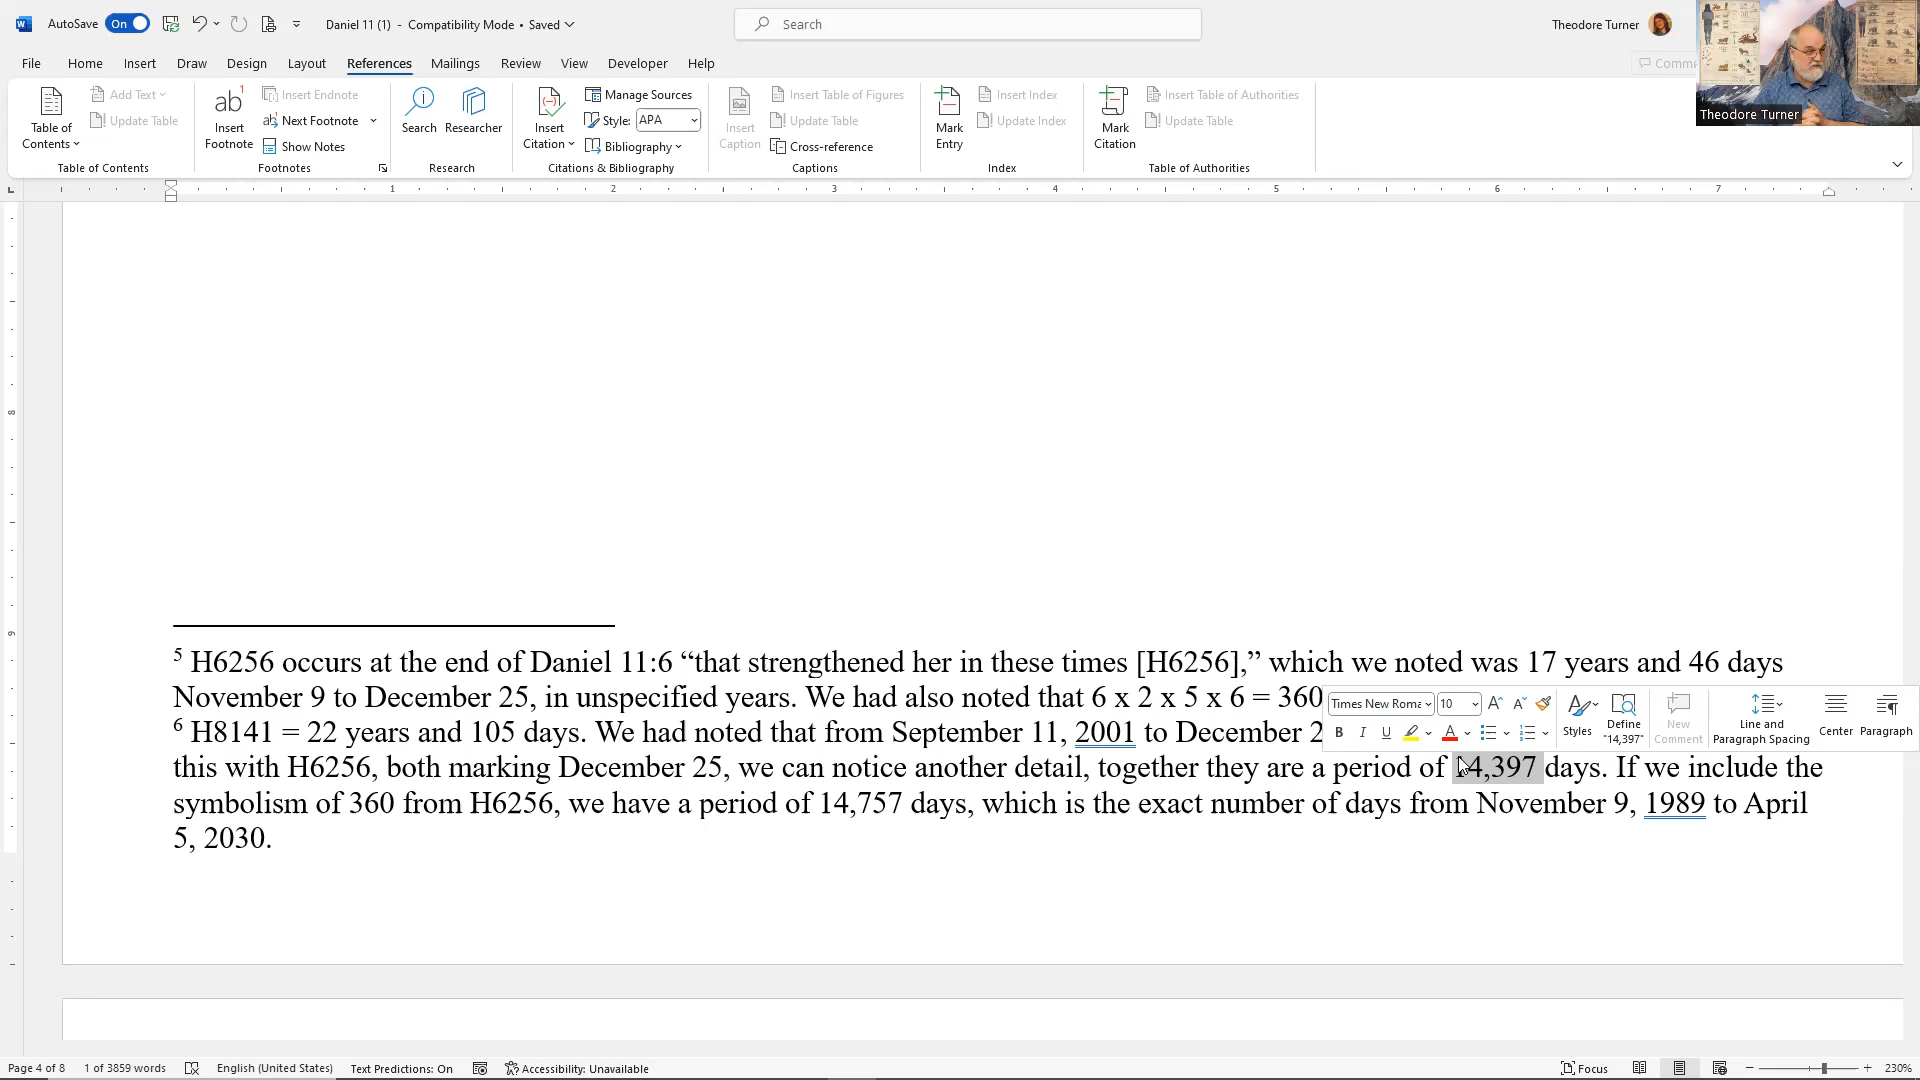 AutoSave On Daniel 11 (1) - Compatibility Mode • Saved Search Theodore Turner
File Home Insert Draw Design Layout References Mailings Review View Developer Help
Table of Contents
Add Text
Update Table
Table of Contents
Insert Footnote
Insert Endnote
Next Footnote
Show Notes
Footnotes
Search
Researcher
Research
Insert Citation
Manage Sources
Style: APA
Bibliography
Citations & Bibliography
Insert Caption
Insert Table of Figures
Update Table
Cross-reference
Captions
Mark Entry
Insert Index
Update Index
Index
Mark Citation
Insert Table of Authorities
Update Table
Table of Authorities
Theodore Turner
1 2 3 4 5 6 7
8
9
5 H6256 occurs at the end of Daniel 11:6 “that strengthened her in these times [H6256],” which we noted was 17 years and 46 days
November 9 to December 25, in unspecified years. We had also noted that 6 x 2 x 5 x 6 = 360
6 H8141 = 22 years and 105 days. We had noted that from September 11, 2001 to December 2
this with H6256, both marking December 25, we can notice another detail, together they are a period of 14,397 days. If we include the
symbolism of 360 from H6256, we have a period of 14,757 days, which is the exact number of days from November 9, 1989 to April
5, 2030.
Times New Roma 10
B I U
Styles
Define "14,397"
New Comment
Line and Paragraph Spacing
Center
Paragraph
Page 4 of 8 1 of 3859 words English (United States) Text Predictions: On Accessibility: Unavailable Focus 230%